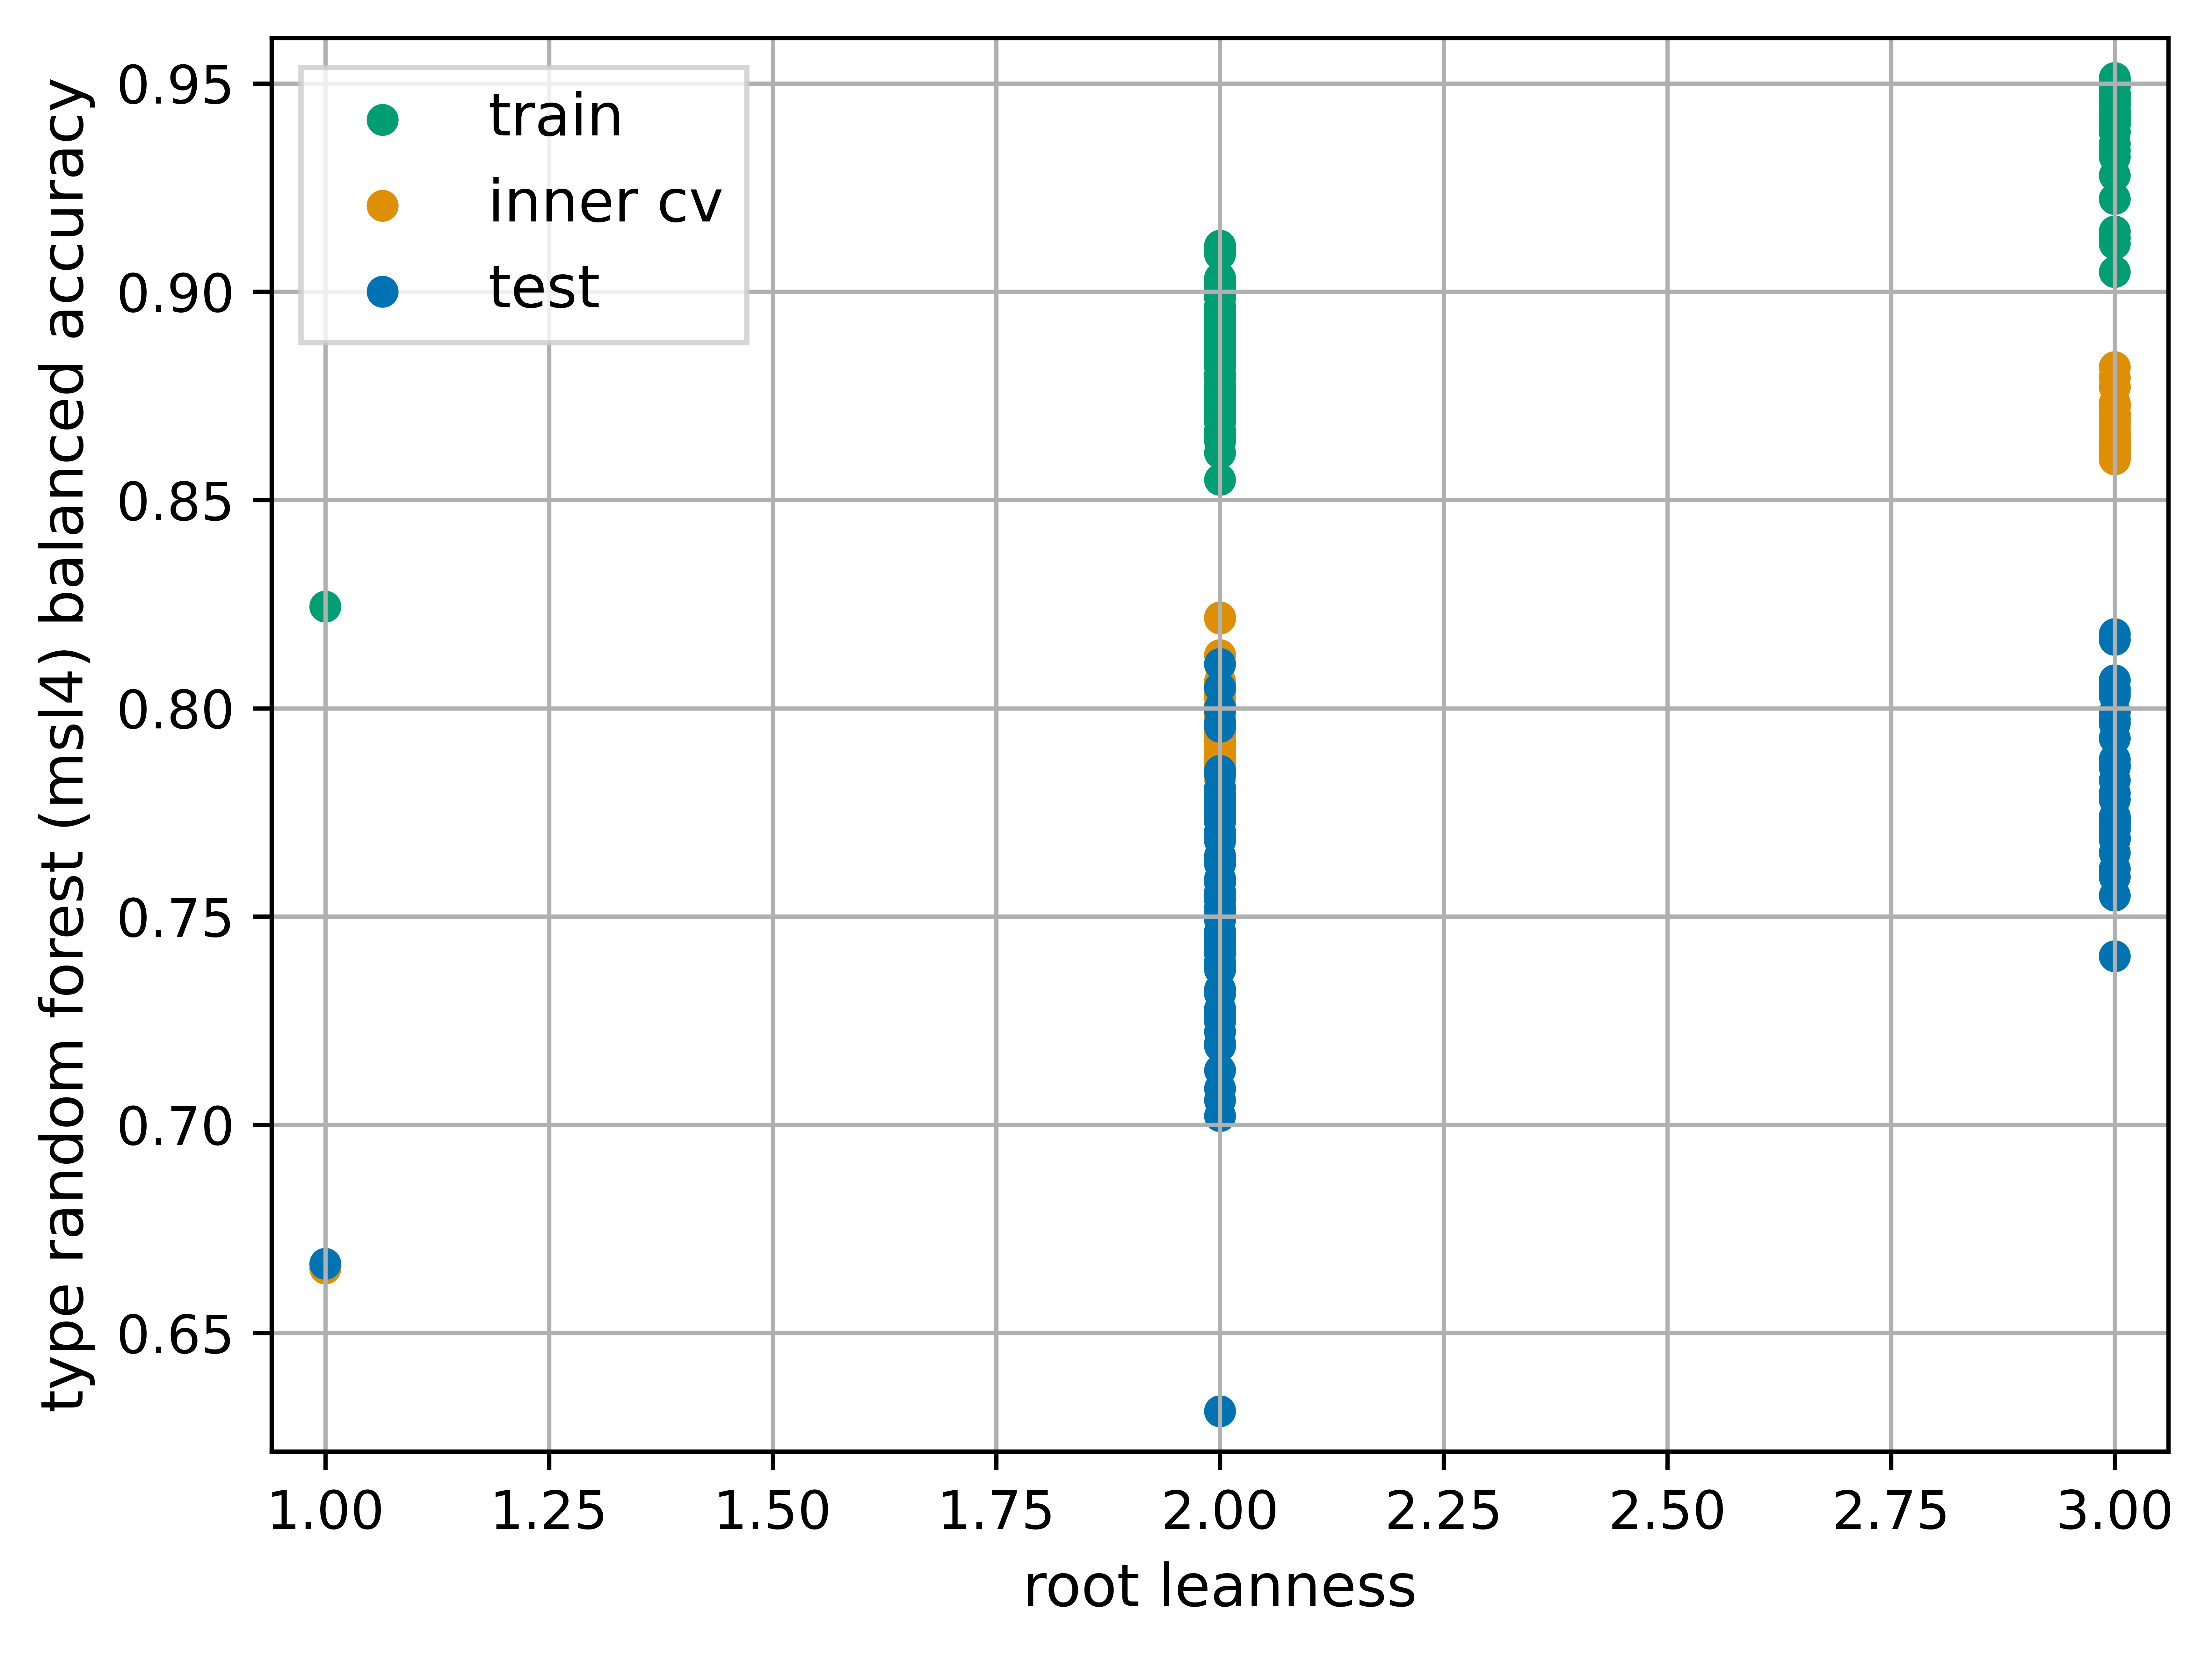 type random forest (msl4) balanced accuracy
0.95
0.90
0.85
0.80
0.75
0.70
0.65
train
inner cv
test
1.00 1.25 1.50 1.75 2.00 2.25 2.50 2.75 3.00
root leanness